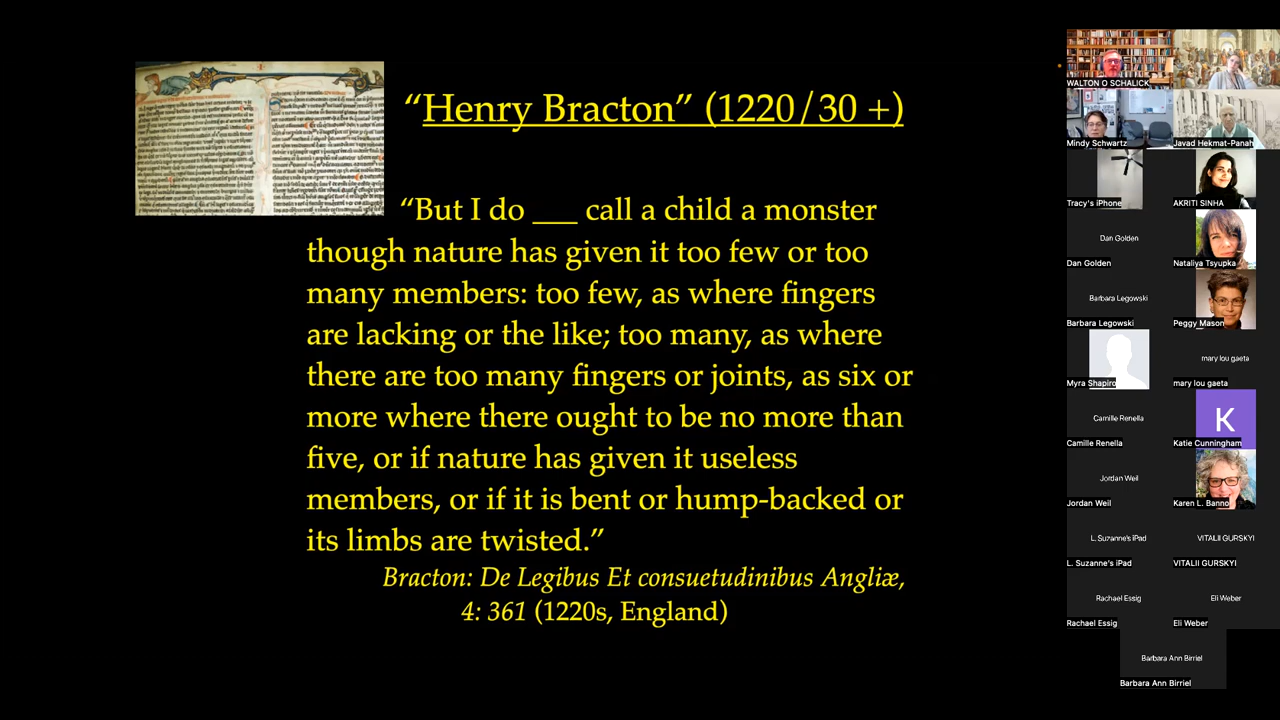 “Henry Bracton” (1220/30 +)
“But I do ___ call a child a monster
though nature has given it too few or too
many members: too few, as where fingers
are lacking or the like; too many, as where
there are too many fingers or joints, as six or
more where there ought to be no more than
five, or if nature has given it useless
members, or if it is bent or hump-backed or
its limbs are twisted.”
Bracton: De Legibus Et consuetudinibus Angliæ,
4: 361 (1220s, England)
WALTON O SCHALICK
Mindy Schwartz
Javad Hekmat-Panah
Tracy's iPhone
AKRITI SINHA
Dan Golden
Dan Golden
Nataliya Tsyupka
Barbara Legowski
Barbara Legowski
Peggy Mason
mary lou gaeta
Myra Shapiro
mary lou gaeta
Camille Renella
K
Camille Renella
Katie Cunningham
Jordan Weil
Jordan Weil
Karen L. Banno
L. Suzanne's iPad
VITALII GURSKYI
L. Suzanne's iPad
VITALII GURSKYI
Rachael Essig
Eli Weber
Rachael Essig
Eli Weber
Barbara Ann Birriel
Barbara Ann Birriel